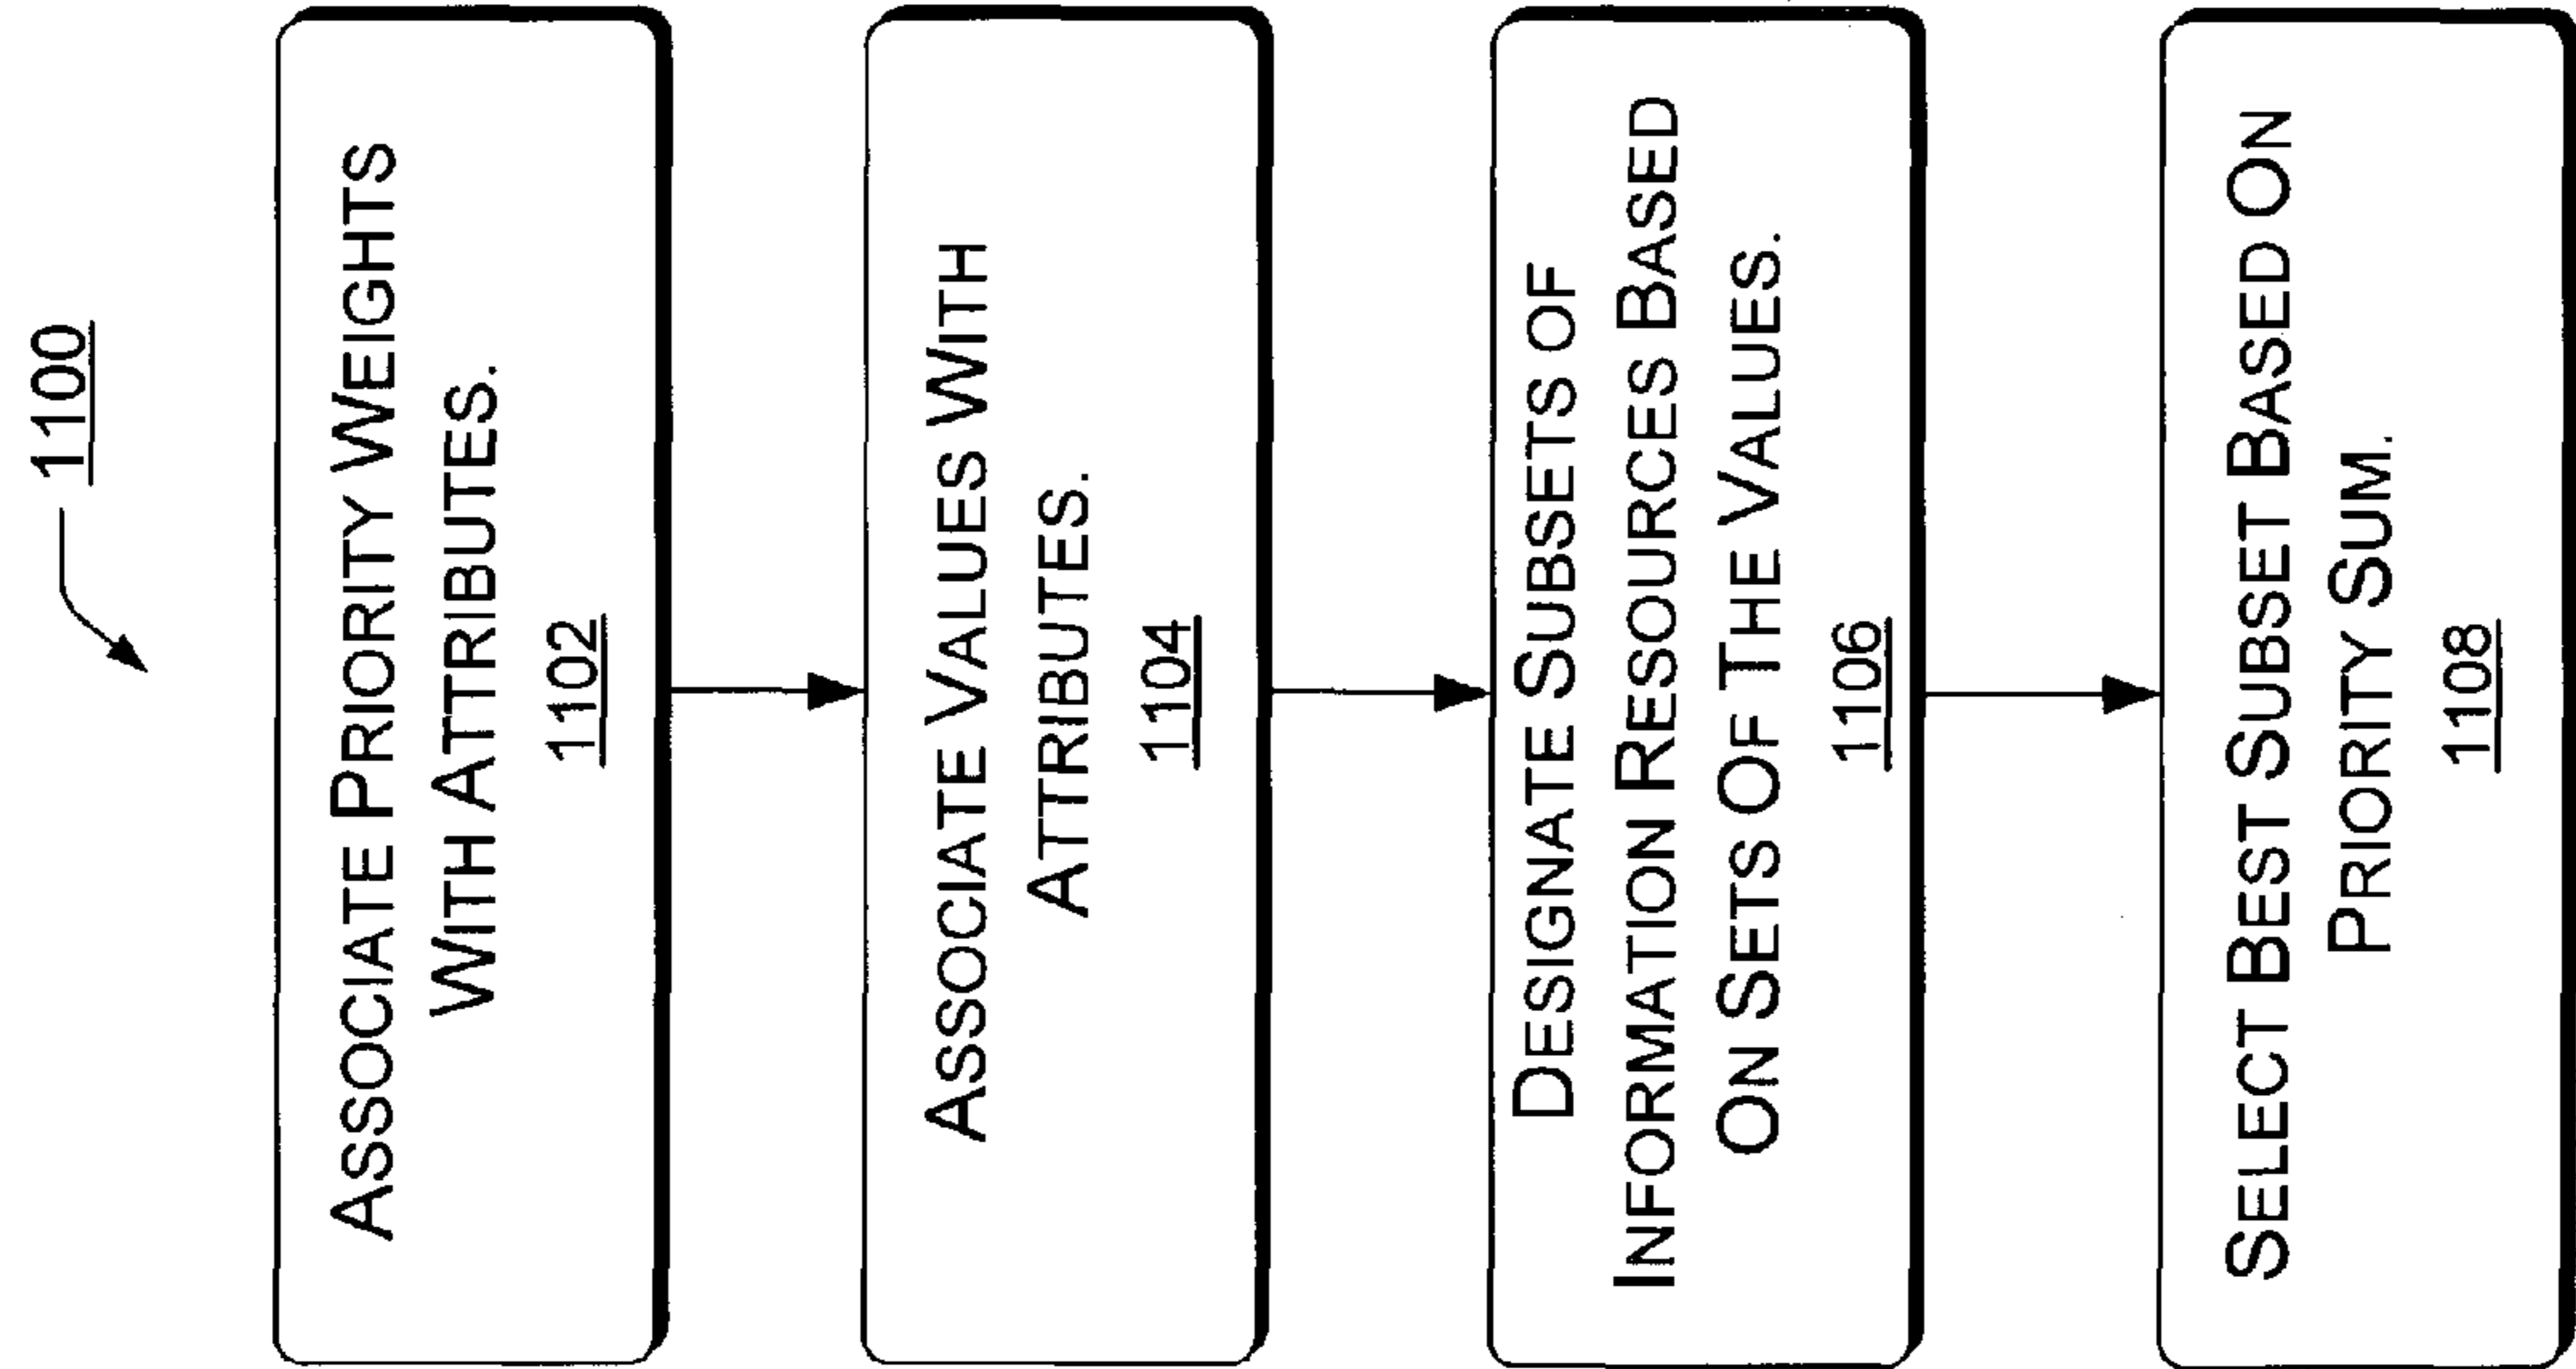 1100
ASSOCIATE PRIORITY WEIGHTS
WITH ATTRIBUTES.
1102
ASSOCIATE VALUES WITH
ATTRIBUTES.
1104
DESIGNATE SUBSETS OF
INFORMATION RESOURCES BASED
ON SETS OF THE VALUES.
1106
SELECT BEST SUBSET BASED ON
PRIORITY SUM.
1108